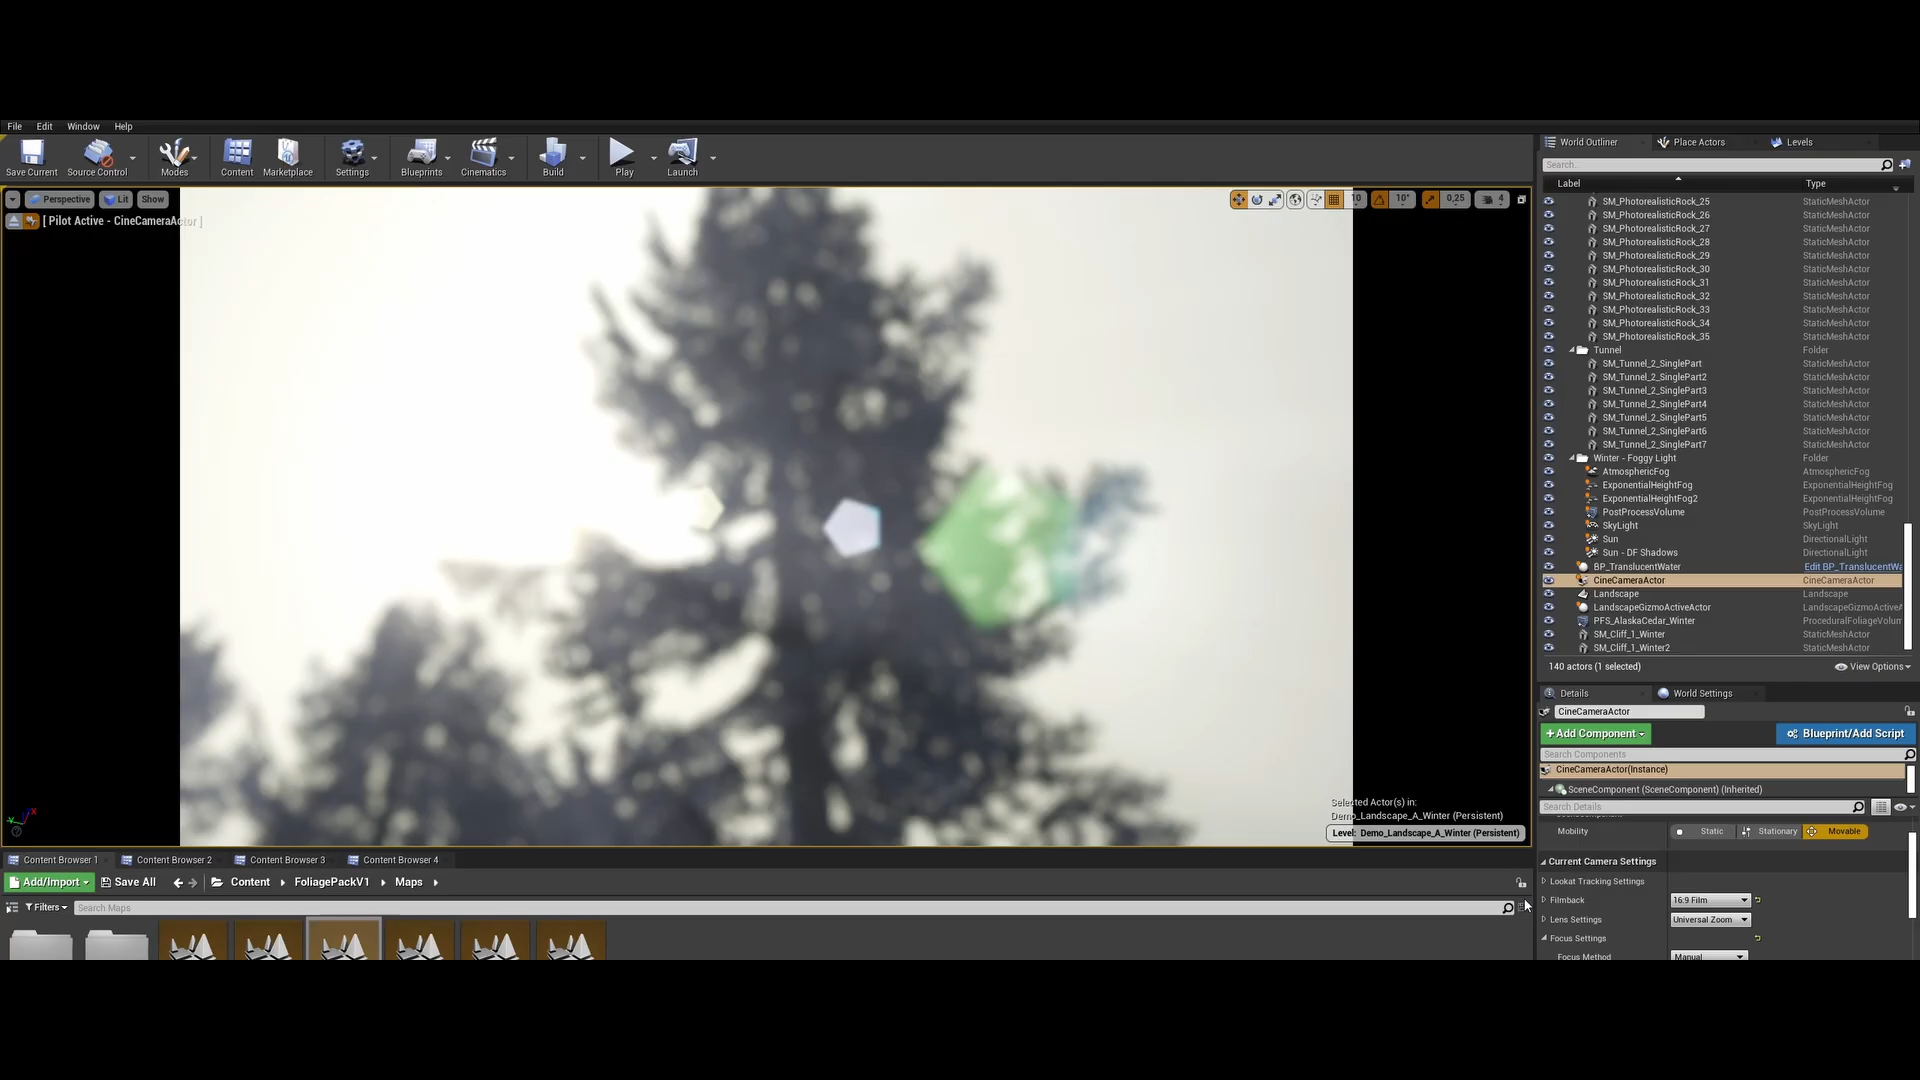 File Edit Window Help
Save Current Source Control Modes Content Marketplace Settings Blueprints Cinematics Build Play Launch
Perspective Lit Show
10 10° 0,25 4
[ Pilot Active - CineCameraActor ]
Selected Actor(s) in:
Demo_Landscape_A_Winter (Persistent)
Level: Demo_Landscape_A_Winter (Persistent)
World Outliner Place Actors Levels
Search...
Label Type
SM_PhotorealisticRock_25 StaticMeshActor
SM_PhotorealisticRock_26 StaticMeshActor
SM_PhotorealisticRock_27 StaticMeshActor
SM_PhotorealisticRock_28 StaticMeshActor
SM_PhotorealisticRock_29 StaticMeshActor
SM_PhotorealisticRock_30 StaticMeshActor
SM_PhotorealisticRock_31 StaticMeshActor
SM_PhotorealisticRock_32 StaticMeshActor
SM_PhotorealisticRock_33 StaticMeshActor
SM_PhotorealisticRock_34 StaticMeshActor
SM_PhotorealisticRock_35 StaticMeshActor
Tunnel Folder
SM_Tunnel_2_SinglePart StaticMeshActor
SM_Tunnel_2_SinglePart2 StaticMeshActor
SM_Tunnel_2_SinglePart3 StaticMeshActor
SM_Tunnel_2_SinglePart4 StaticMeshActor
SM_Tunnel_2_SinglePart5 StaticMeshActor
SM_Tunnel_2_SinglePart6 StaticMeshActor
SM_Tunnel_2_SinglePart7 StaticMeshActor
Winter - Foggy Light Folder
AtmosphericFog AtmosphericFog
ExponentialHeightFog ExponentialHeightFog
ExponentialHeightFog2 ExponentialHeightFog
PostProcessVolume PostProcessVolume
SkyLight SkyLight
Sun DirectionalLight
Sun - DF Shadows DirectionalLight
BP_TranslucentWater Edit BP_TranslucentWa
CineCameraActor CineCameraActor
Landscape Landscape
LandscapeGizmoActiveActor LandscapeGizmoActiveA
PFS_AlaskaCedar_Winter ProceduralFoliageVolum
SM_Cliff_1_Winter StaticMeshActor
SM_Cliff_1_Winter2 StaticMeshActor
140 actors (1 selected) View Options
Details World Settings
CineCameraActor
+Add Component Blueprint/Add Script
Search Components
CineCameraActor(Instance)
SceneComponent (SceneComponent) (Inherited)
Search Details
Mobility Static Stationary Movable
Current Camera Settings
Lookat Tracking Settings
Filmback 16:9 Film
Lens Settings Universal Zoom
Focus Settings
Focus Method Manual
Content Browser 1 Content Browser 2 Content Browser 3 Content Browser 4
Add/Import Save All Content FoliagePackV1 Maps
Filters Search Maps